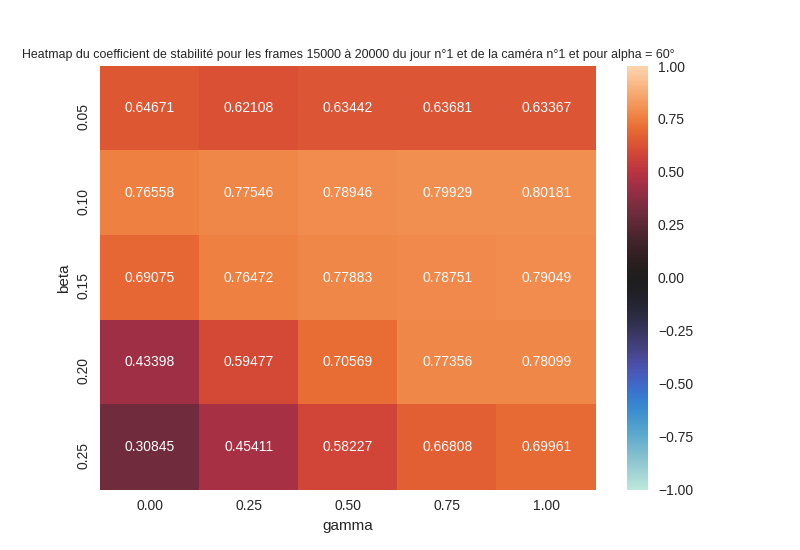 Heatmap du coefficient de stabilité pour les frames 15000 à 20000 du jour n°1 et de la caméra n°1 et pour alpha = 60°
beta
0.05
0.64671 0.62108 0.63442 0.63681 0.63367
0.10
0.76558 0.77546 0.78946 0.79929 0.80181
0.15
0.69075 0.76472 0.77883 0.78751 0.79049
0.20
0.43398 0.59477 0.70569 0.77356 0.78099
0.25
0.30845 0.45411 0.58227 0.66808 0.69961
0.00 0.25 0.50 0.75 1.00
gamma
1.00
0.75
0.50
0.25
0.00
−0.25
−0.50
−0.75
−1.00